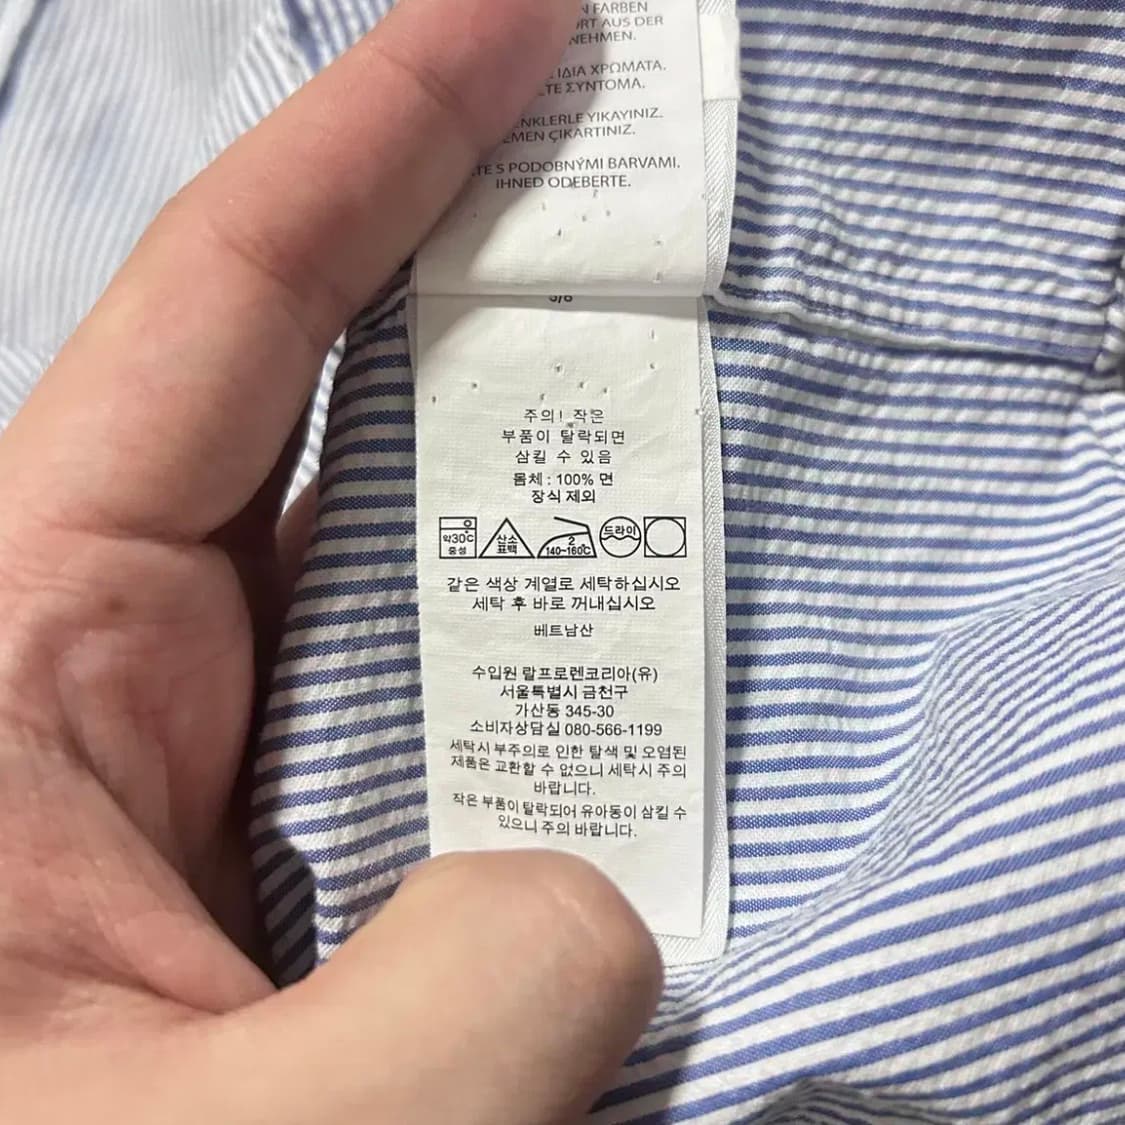 FARBEN
AUS DER
ΙΔΙΑ ΧΡΩΜΑΤΑ.
ΣΥΝΤΟΜΑ.
YIKAYINIZ.
ÇIKARTINIZ.
S PODOBNÝMI BARVAMI.
IHNED ODEBERTE.
주의! 작은
부품이 탈락되면
삼킬 수 있음
몸체 : 100% 면
장식 제외
약30℃
중성
산소
표백
2
140~160℃
드라이
같은 색상 계열로 세탁하십시오
세탁 후 바로 꺼내십시오
베트남산
수입원 랄프로렌코리아(유)
서울특별시 금천구
가산동 345-30
소비자상담실 080-566-1199
세탁시 부주의로 인한 탈색 및 오염된
제품은 교환할 수 없으니 세탁시 주의
바랍니다.
작은 부품이 탈락되어 유아동이 삼킬 수
있으니 주의 바랍니다.